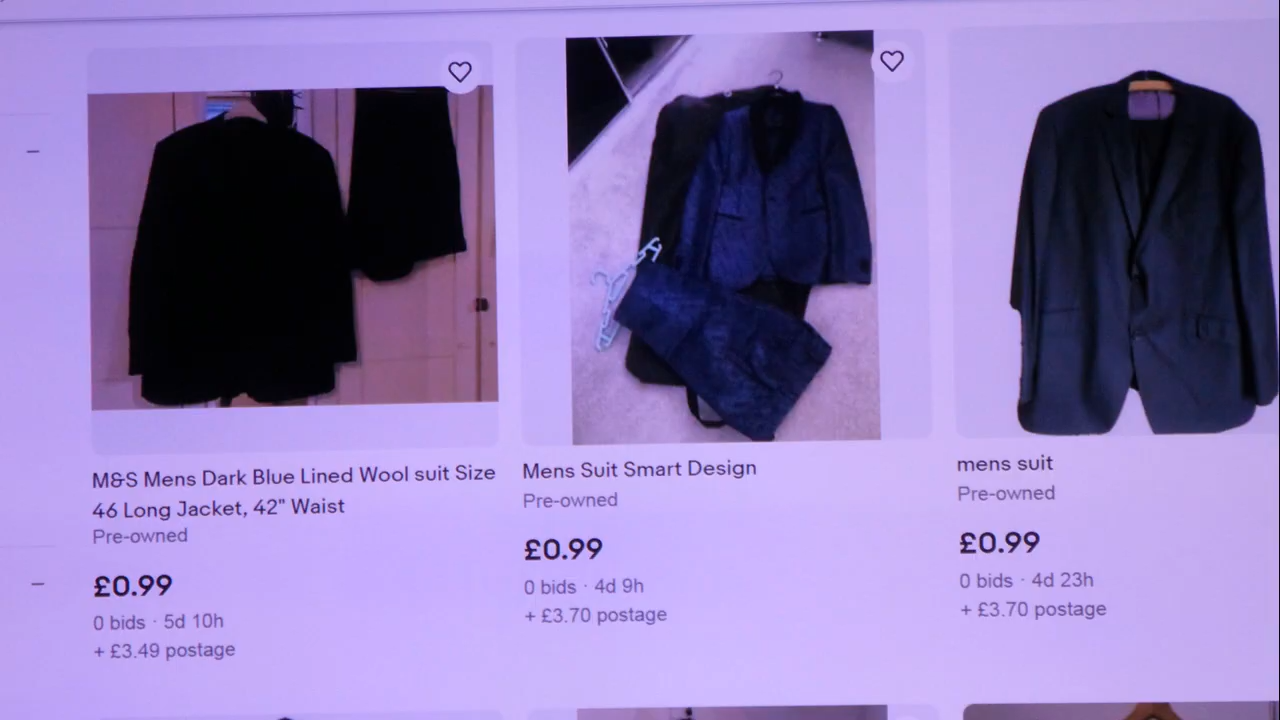 M&S Mens Dark Blue Lined Wool suit Size
46 Long Jacket, 42" Waist
Pre-owned
£0.99
0 bids · 5d 10h
+ £3.49 postage
Mens Suit Smart Design
Pre-owned
£0.99
0 bids · 4d 9h
+ £3.70 postage
mens suit
Pre-owned
£0.99
0 bids · 4d 23h
+ £3.70 postage